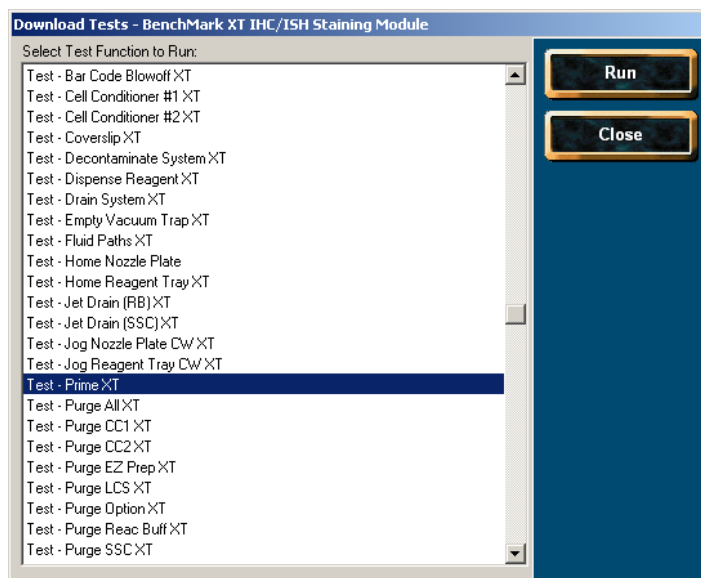 Download Tests - BenchMark XT IHC/ISH Staining Module
Select Test Function to Run:
Test - Bar Code Blowoff XT
Test - Cell Conditioner #1 XT
Test - Cell Conditioner #2 XT
Test - Coverslip XT
Test - Decontaminate System XT
Test - Dispense Reagent XT
Test - Drain System XT
Test - Empty Vacuum Trap XT
Test - Fluid Paths XT
Test - Home Nozzle Plate
Test - Home Reagent Tray XT
Test - Jet Drain (RB) XT
Test - Jet Drain (SSC) XT
Test - Jog Nozzle Plate CW XT
Test - Jog Reagent Tray CW XT
Test - Prime XT
Test - Purge All XT
Test - Purge CC1 XT
Test - Purge CC2 XT
Test - Purge EZ Prep XT
Test - Purge LCS XT
Test - Purge Option XT
Test - Purge Reac Buff XT
Test - Purge SSC XT
Run
Close